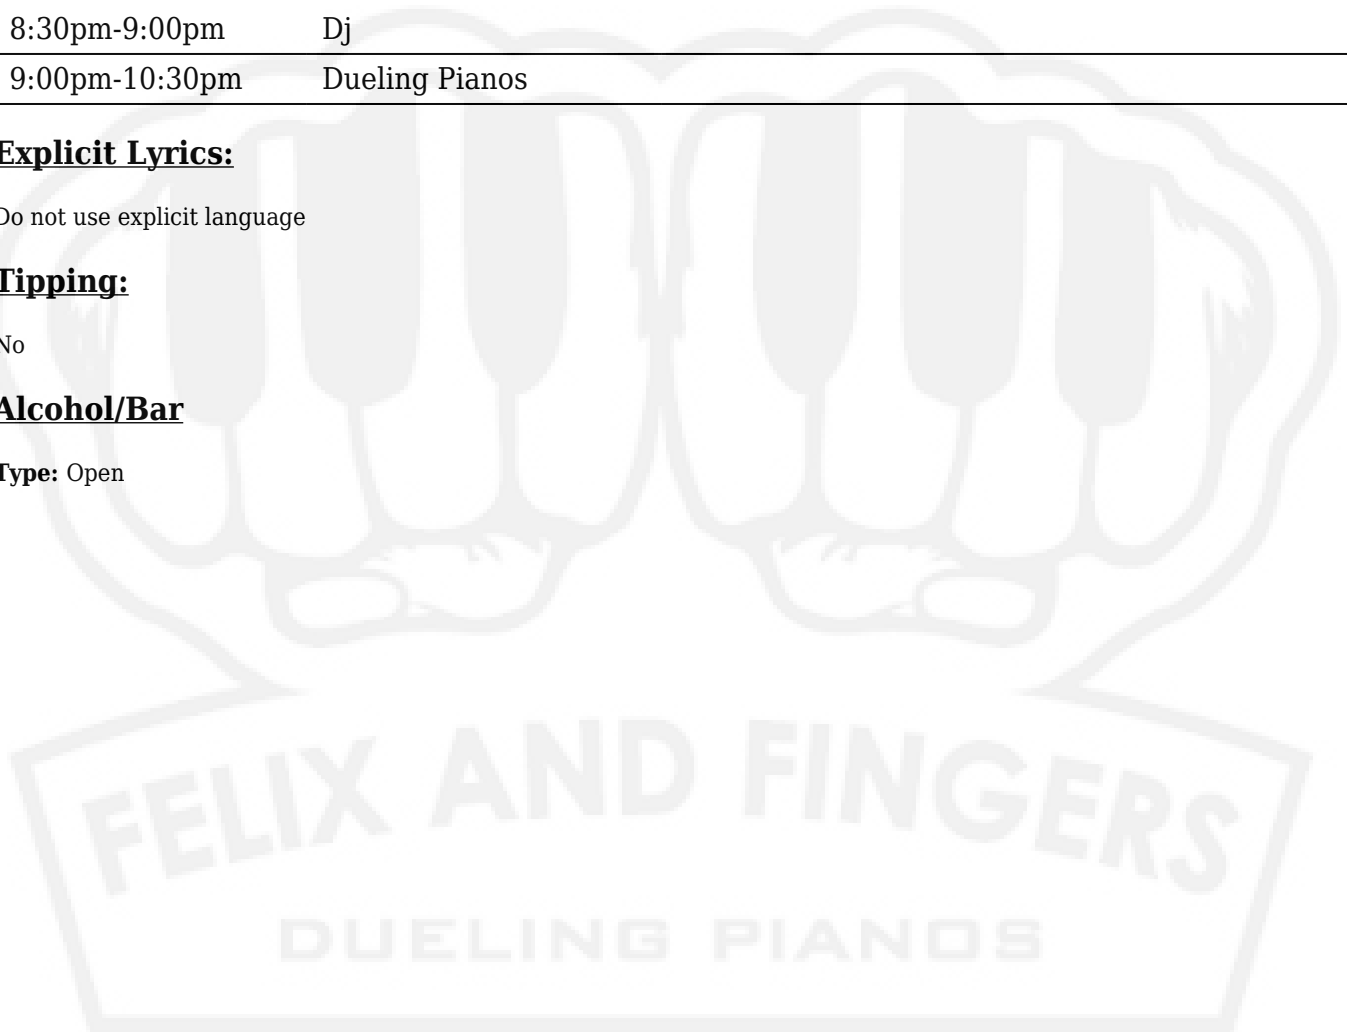 8:30pm-9:00pm Dj
9:00pm-10:30pm Dueling Pianos
Explicit Lyrics:
Do not use explicit language
Tipping:
No
Alcohol/Bar
Type: Open
FELIX AND FINGERS
DUELING PIANOS